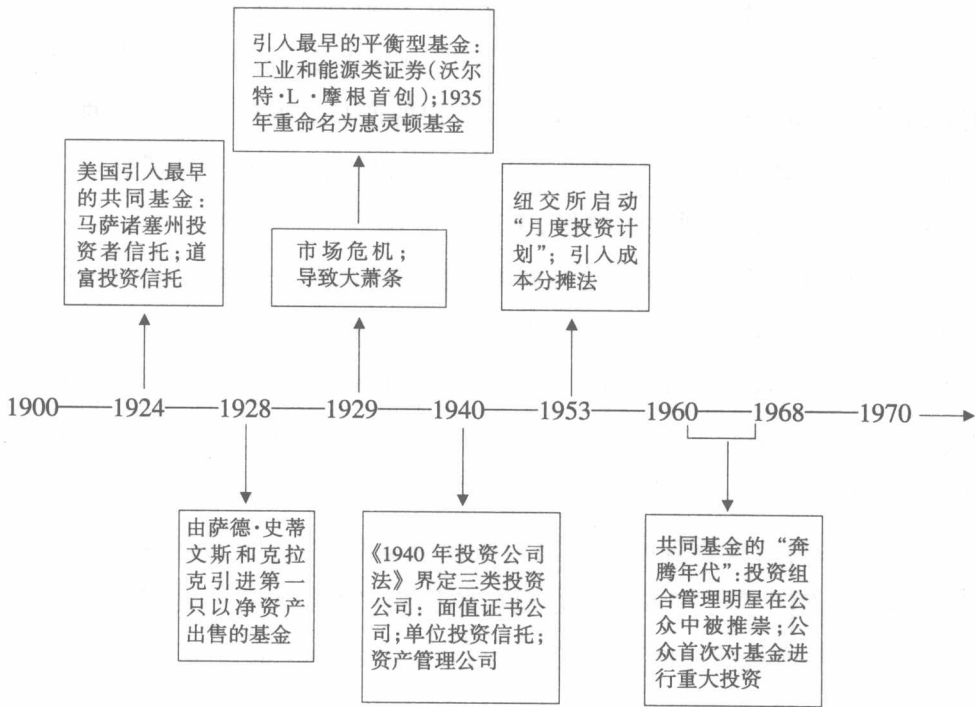 引入最早的平衡型基金：
工业和能源类证券(沃尔
特·L·摩根首创)；1935
年重命名为惠灵顿基金
美国引入最早
的共同基金：
马萨诸塞州投
资者信托；道
富投资信托
市场危机；
导致大萧条
纽交所启动
“月度投资计
划”；引入成
本分摊法
1900 1924 1928 1929 1940 1953 1960 1968 1970
由萨德·史蒂
文斯和克拉
克引进第一
只以净资产
出售的基金
《1940年投资公司
法》界定三类投资
公司：面值证书公
司；单位投资信托；
资产管理公司
共同基金的“奔
腾年代”：投资组
合管理明星在公
众中被推崇；公
众首次对基金进
行重大投资